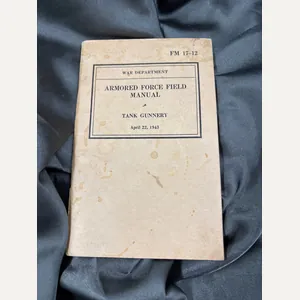 FM 17-12
WAR DEPARTMENT
ARMORED FORCE FIELD
MANUAL
TANK GUNNERY
April 22, 1943